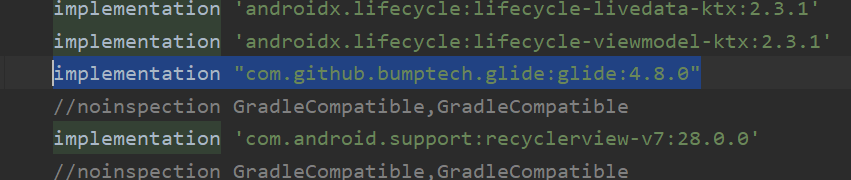 implementation 'androidx.lifecycle:lifecycle-livedata-ktx:2.3.1'
implementation 'androidx.lifecycle:lifecycle-viewmodel-ktx:2.3.1'
implementation "com.github.bumptech.glide:glide:4.8.0"
//noinspection GradleCompatible,GradleCompatible
implementation 'com.android.support:recyclerview-v7:28.0.0'
//noinspection GradleCompatible,GradleCompatible